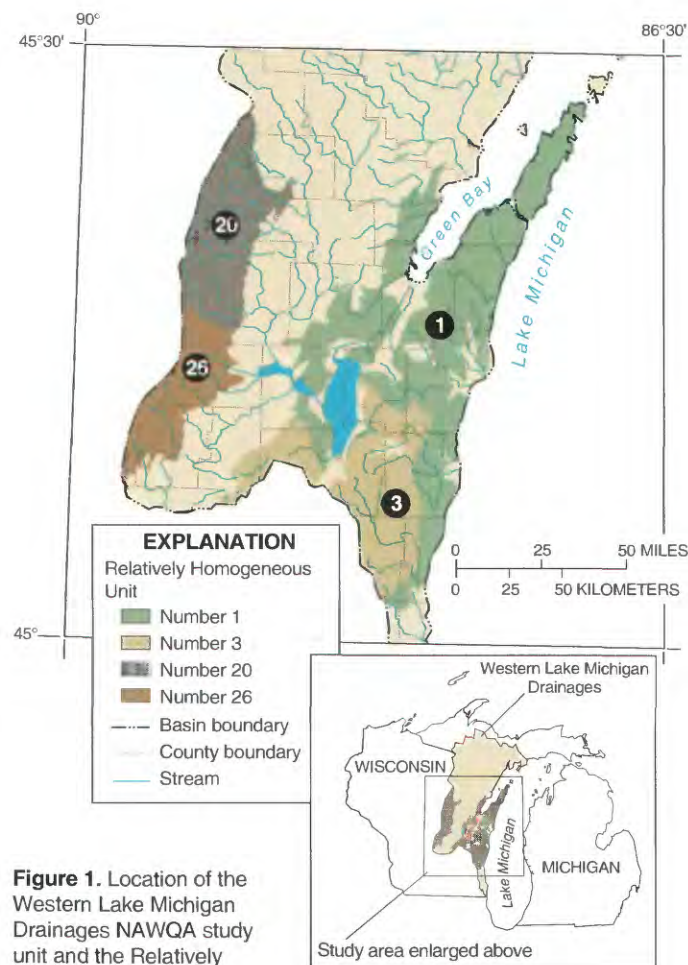 90°
86°30'
45°30'
20
Green Bay
Lake Michigan
1
26
3
EXPLANATION
Relatively Homogeneous
Unit
Number 1
Number 3
Number 20
Number 26
Basin boundary
County boundary
Stream
0 25 50 MILES
0 25 50 KILOMETERS
45°
Western Lake Michigan
Drainages
WISCONSIN
Lake Michigan
MICHIGAN
Study area enlarged above
Figure 1. Location of the
Western Lake Michigan
Drainages NAWQA study
unit and the Relatively